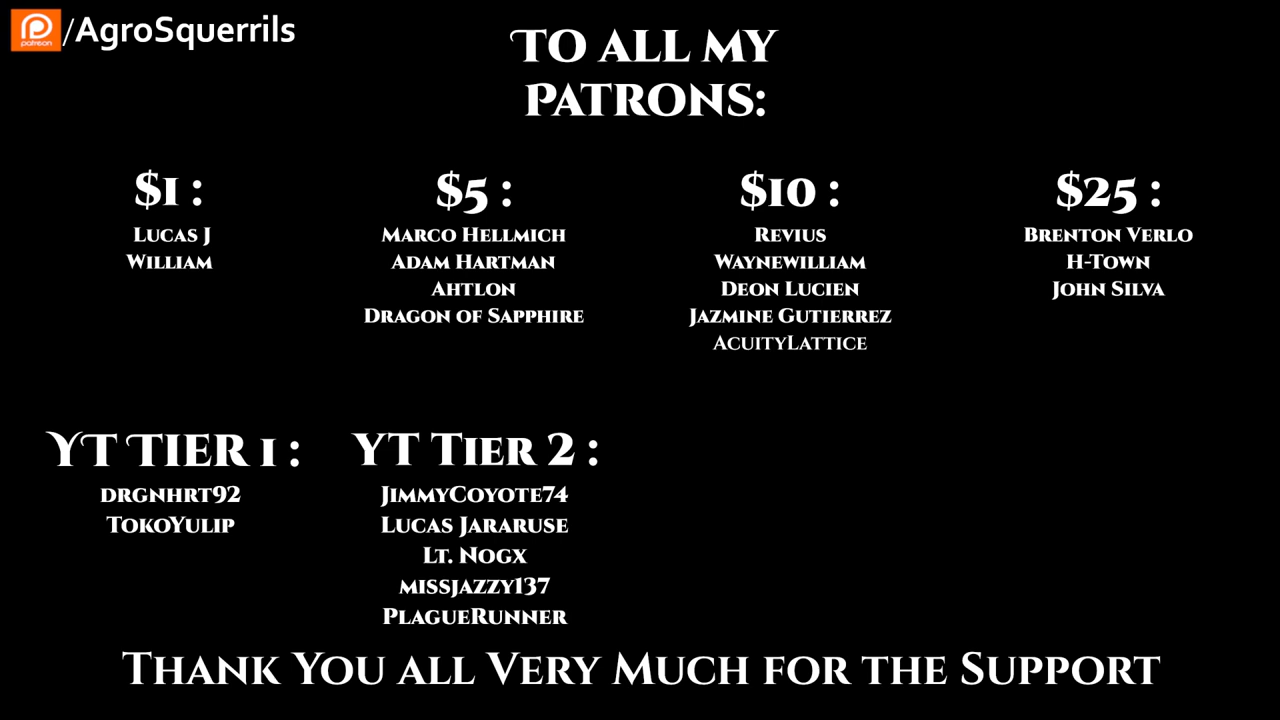 patreon
/AgroSquerrils
To all my
Patrons:
$1 :
Lucas J
William
$5 :
Marco Hellmich
Adam Hartman
Ahtlon
Dragon of Sapphire
$10 :
Revius
Waynewilliam
Deon Lucien
Jazmine Gutierrez
AcuityLattice
$25 :
Brenton Verlo
H-Town
John Silva
YT Tier 1 :
drgnhrt92
TokoYulip
YT Tier 2 :
JimmyCoyote74
Lucas Jararuse
Lt. Nogx
missjazzy137
PlagueRunner
Thank You all Very Much for the Support